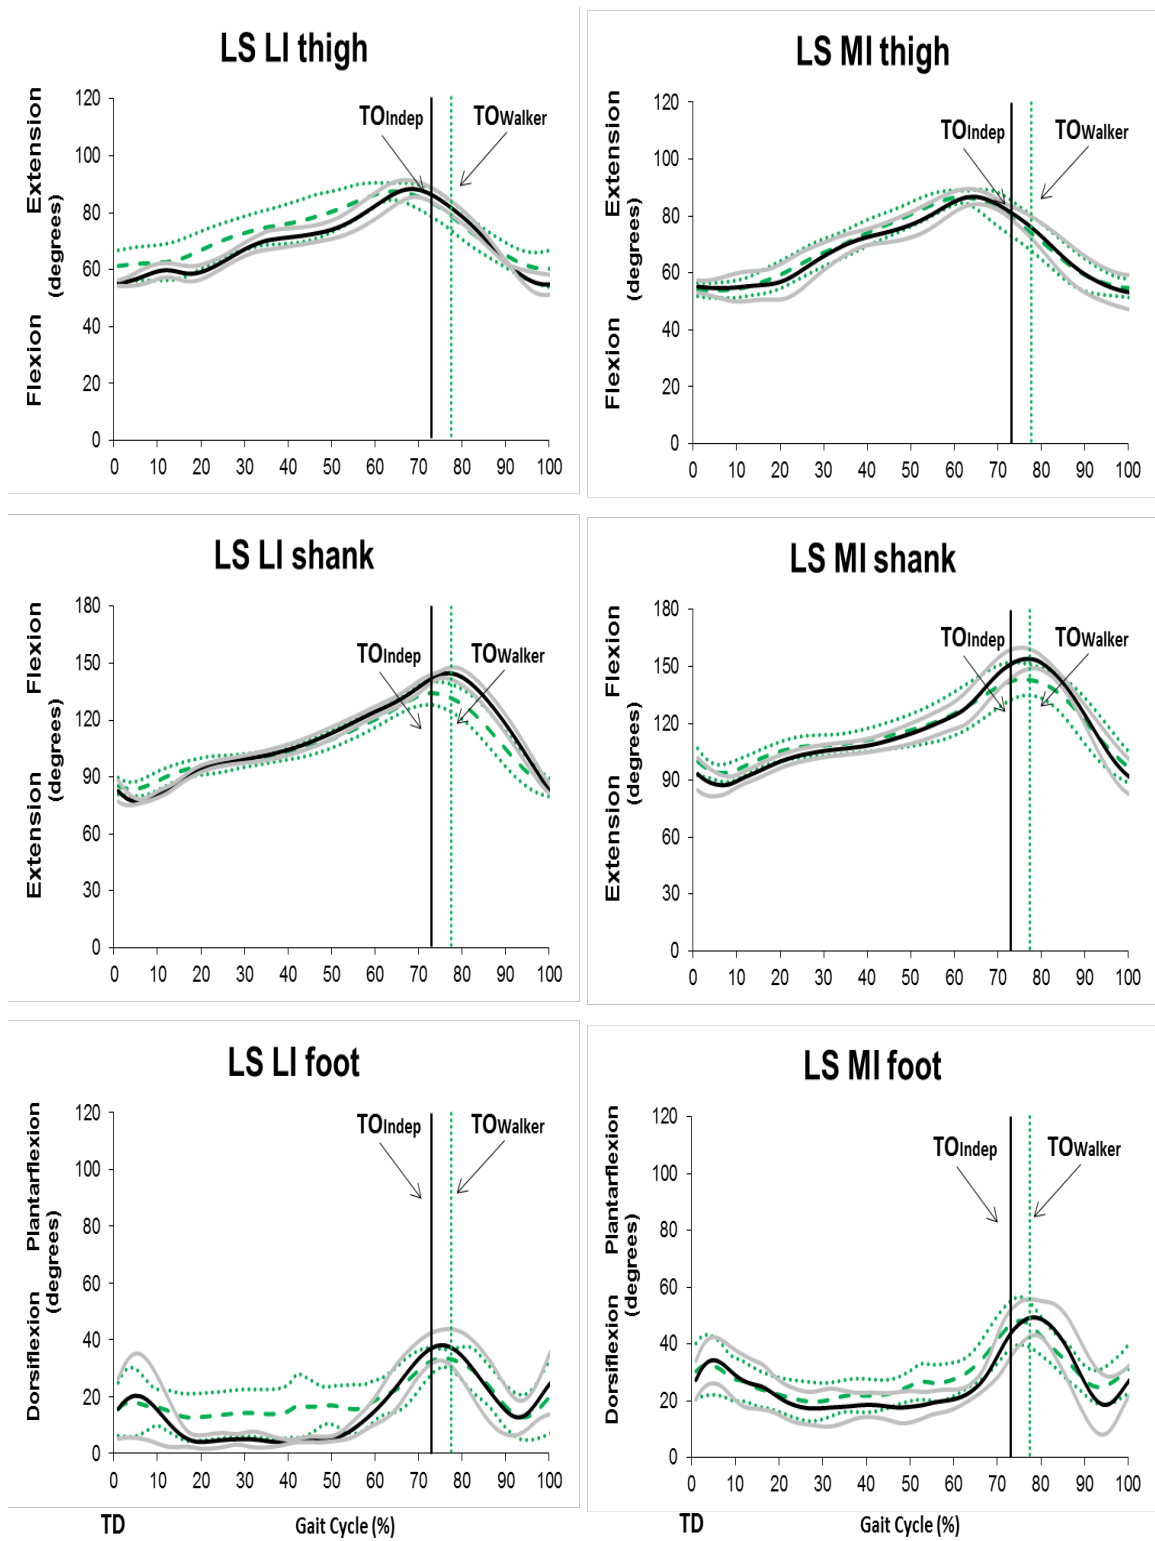 LS LI thigh
Flexion Extension
(degrees)
120
100
80
60
40
20
0
TOIndep
TOWalker
0 10 20 30 40 50 60 70 80 90 100
LS MI thigh
Flexion Extension
(degrees)
120
100
80
60
40
20
0
TOIndep
TOWalker
0 10 20 30 40 50 60 70 80 90 100
LS LI shank
Extension Flexion
(degrees)
180
150
120
90
60
30
0
TOIndep
TOWalker
0 10 20 30 40 50 60 70 80 90 100
LS MI shank
Extension Flexion
(degrees)
180
150
120
90
60
30
0
TOIndep
TOWalker
0 10 20 30 40 50 60 70 80 90 100
LS LI foot
Dorsiflexion Plantarflexion
(degrees)
120
100
80
60
40
20
0
TOIndep
TOWalker
0 10 20 30 40 50 60 70 80 90 100
TD
Gait Cycle (%)
LS MI foot
Dorsiflexion Plantarflexion
(degrees)
120
100
80
60
40
20
0
TOIndep
TOWalker
0 10 20 30 40 50 60 70 80 90 100
TD
Gait Cycle (%)